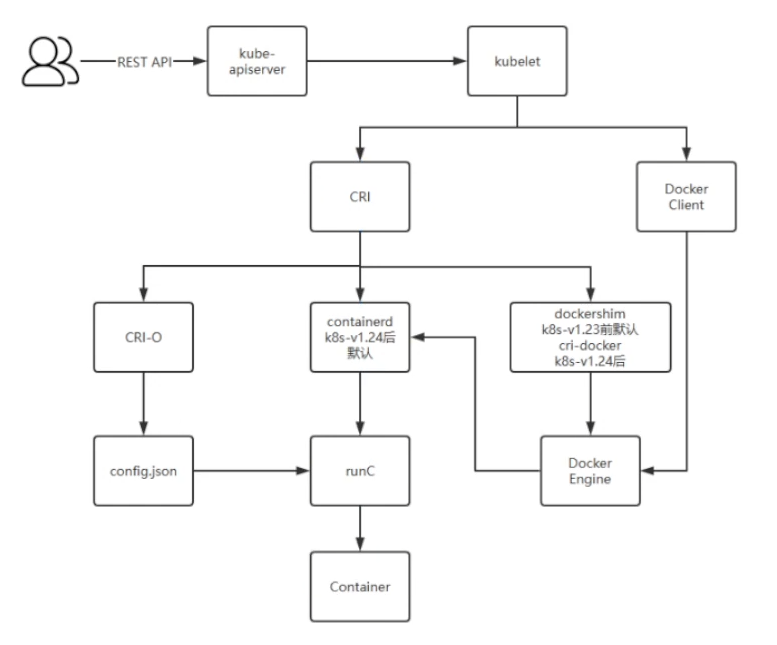 REST API
kube-
apiserver
kubelet
CRI
Docker
Client
CRI-O
containerd
k8s-v1.24后
默认
dockershim
k8s-v1.23前默认
cri-docker
k8s-v1.24后
config.json
runC
Docker
Engine
Container